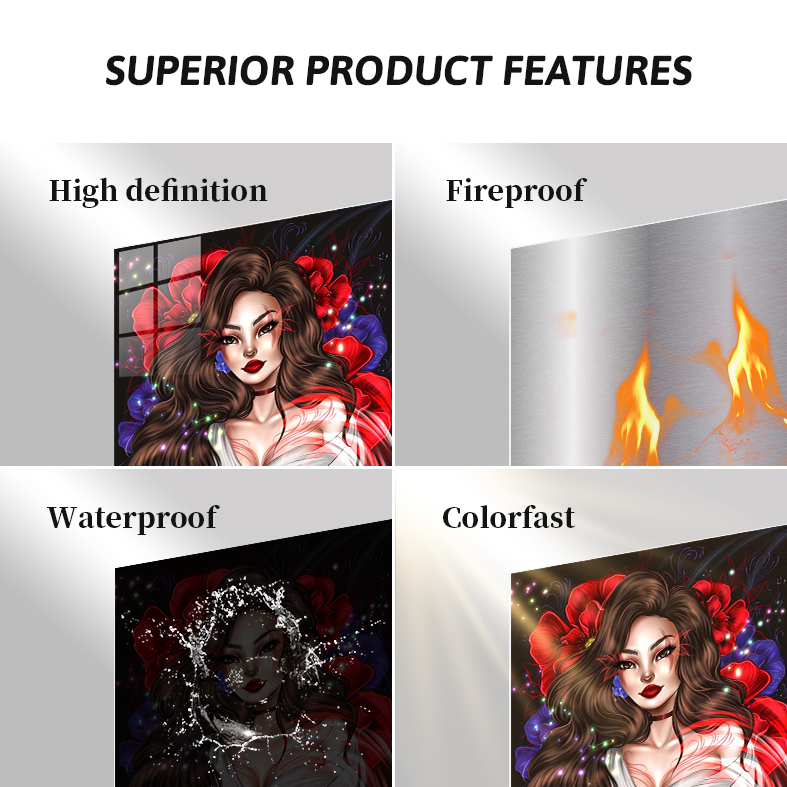 SUPERIOR PRODUCT FEATURES
High definition
Fireproof
Waterproof
Colorfast